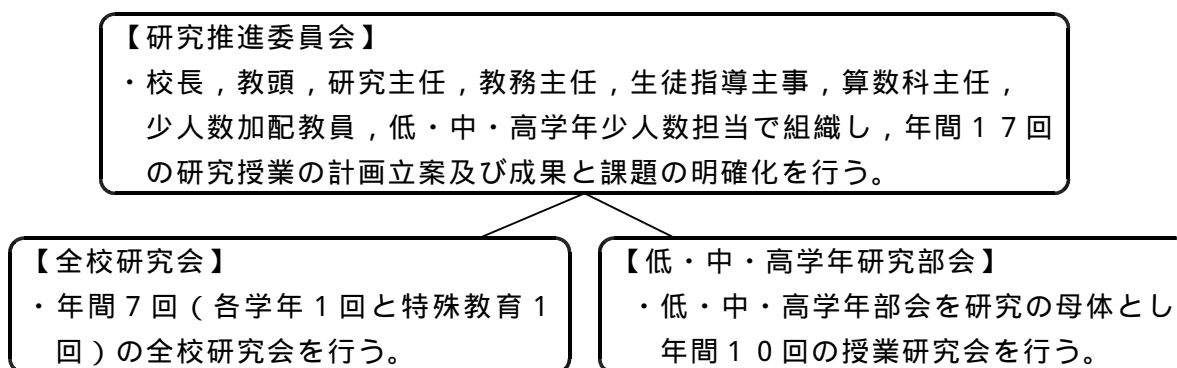 【研究推進委員会】
・校長，教頭，研究主任，教務主任，生徒指導主事，算数科主任，
少人数加配教員，低・中・高学年少人数担当で組織し，年間１７回
の研究授業の計画立案及び成果と課題の明確化を行う。
【全校研究会】
・年間７回（各学年１回と特殊教育１
回）の全校研究会を行う。
【低・中・高学年研究部会】
・低・中・高学年部会を研究の母体とし
年間１０回の授業研究会を行う。